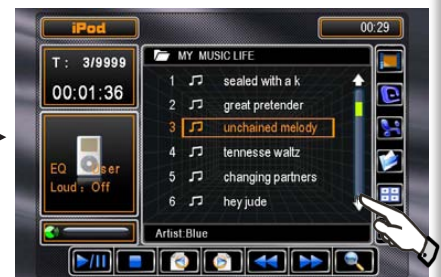 iPod
00:29
T : 3/9999
00:01:36
MY MUSIC LIFE
1 sealed with a k
2 great pretender
3 unchained melody
4 tennesse waltz
5 changing partners
6 hey jude
EQ : User
Loud : Off
Artist:Blue